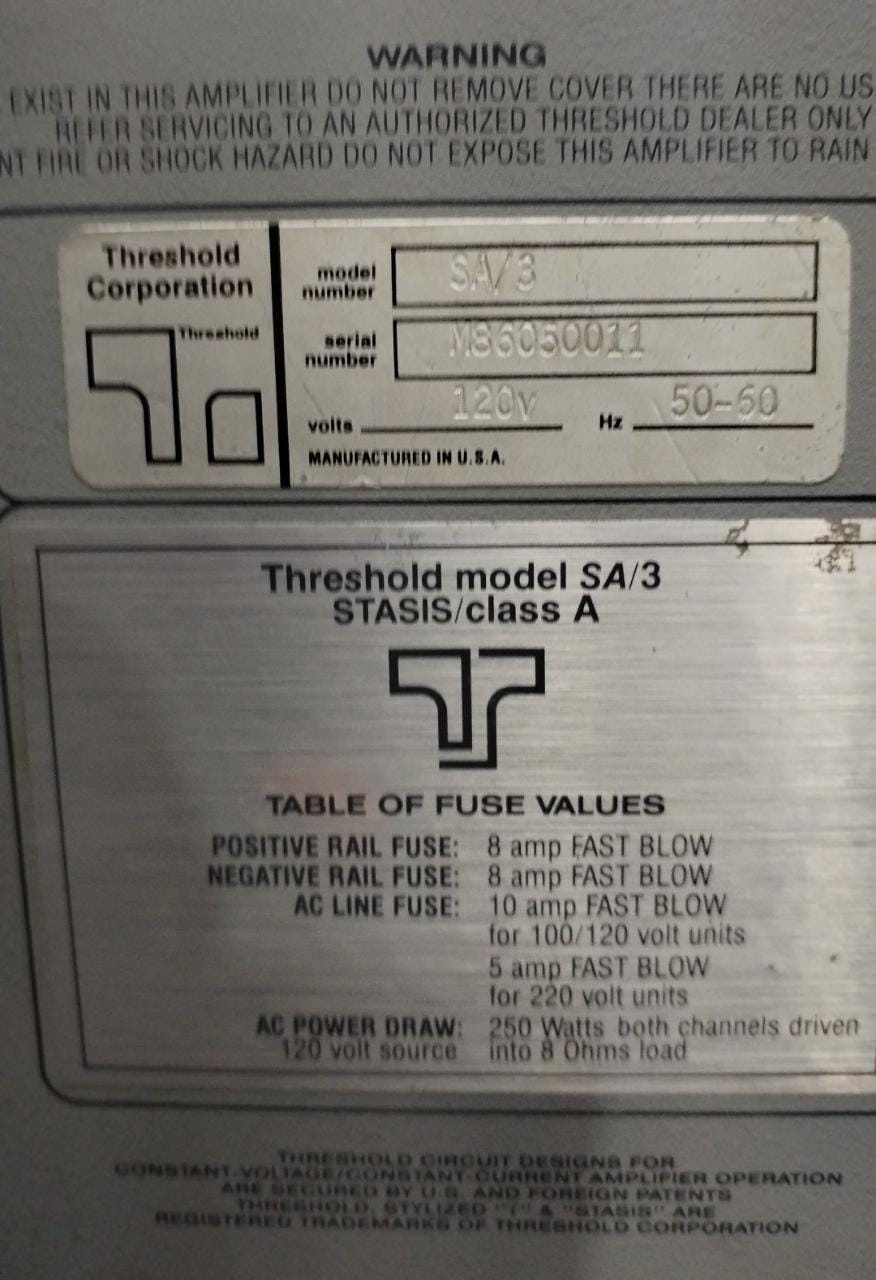 WARNING
EXIST IN THIS AMPLIFIER DO NOT REMOVE COVER THERE ARE NO US
REFER SERVICING TO AN AUTHORIZED THRESHOLD DEALER ONLY
NT FIRE OR SHOCK HAZARD DO NOT EXPOSE THIS AMPLIFIER TO RAIN
Threshold
Corporation
Threshold
model
number
SA/3
serial
number
M86050011
volts 120v Hz 50-60
MANUFACTURED IN U.S.A.
Threshold model SA/3
STASIS/class A
TABLE OF FUSE VALUES
POSITIVE RAIL FUSE: 8 amp FAST BLOW
NEGATIVE RAIL FUSE: 8 amp FAST BLOW
AC LINE FUSE: 10 amp FAST BLOW
for 100/120 volt units
5 amp FAST BLOW
for 220 volt units
AC POWER DRAW: 250 Watts both channels driven
120 volt source into 8 Ohms load
THRESHOLD CIRCUIT DESIGNS FOR
CONSTANT-VOLTAGE/CONSTANT-CURRENT AMPLIFIER OPERATION
ARE SECURED BY U.S. AND FOREIGN PATENTS
THRESHOLD, STYLIZED "T" & "STASIS" ARE
REGISTERED TRADEMARKS OF THRESHOLD CORPORATION